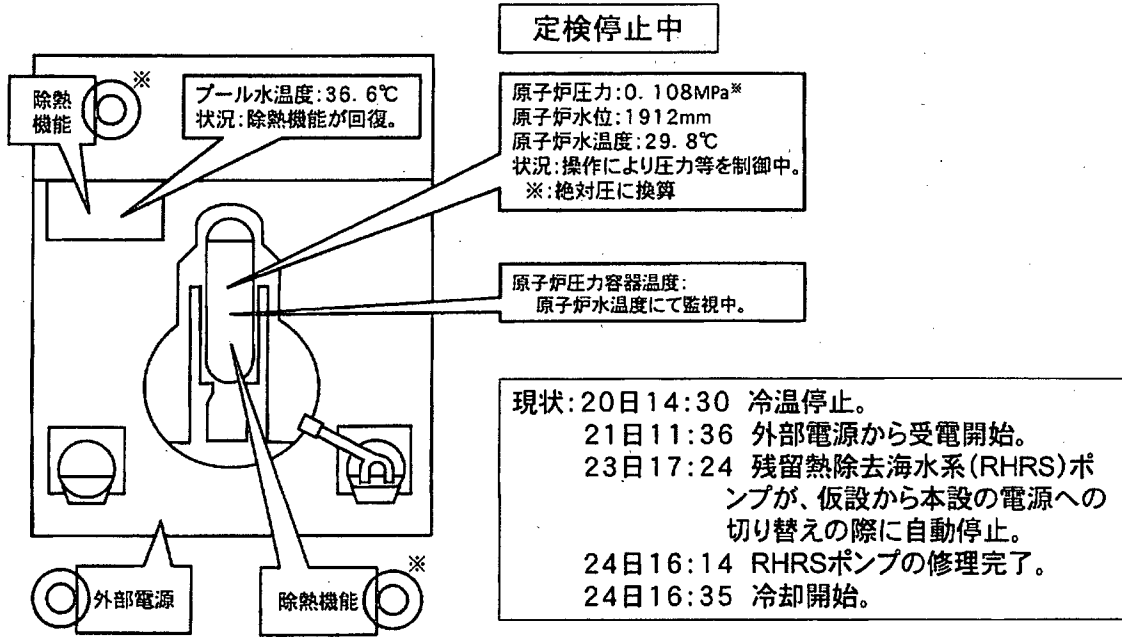 定検停止中
除熱
機能
※
プール水温度:36. 6℃
状況:除熱機能が回復。
原子炉圧力:0. 108MPa※
原子炉水位:1912mm
原子炉水温度:29. 8℃
状況:操作により圧力等を制御中。
※:絶対圧に換算
原子炉圧力容器温度:
原子炉水温度にて監視中。
現状:20日14:30 冷温停止。
21日11:36 外部電源から受電開始。
23日17:24 残留熱除去海水系(RHRS)ポ
ンプが、仮設から本設の電源への
切り替えの際に自動停止。
24日16:14 RHRSポンプの修理完了。
24日16:35 冷却開始。
外部電源
除熱機能
※